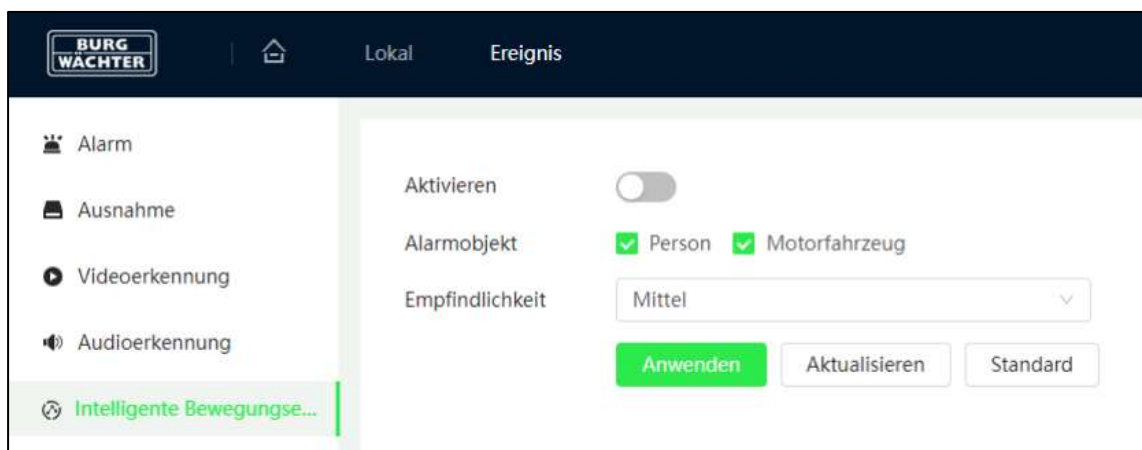 BURG
WÄCHTER
Lokal Ereignis
Alarm
Ausnahme
Videoerkennung
Audioerkennung
Intelligente Bewegungse...
Aktivieren
Alarmobjekt Person Motorfahrzeug
Empfindlichkeit Mittel
Anwenden Aktualisieren Standard